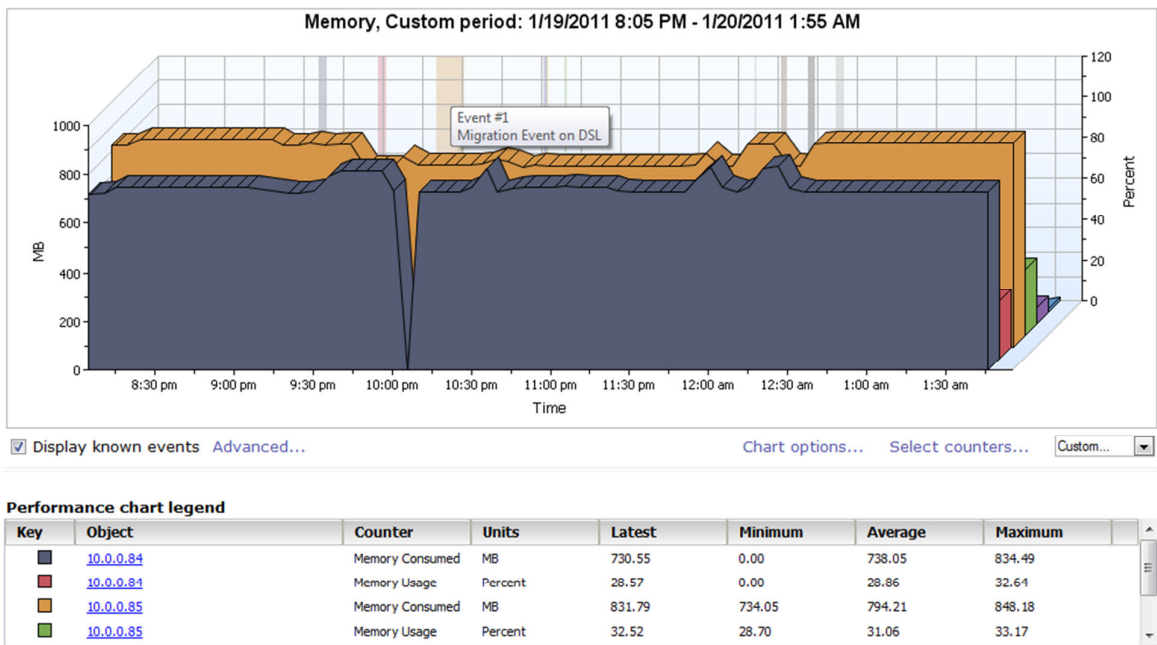 Memory, Custom period: 1/19/2011 8:05 PM - 1/20/2011 1:55 AM
120
100
80
60
40
20
0
Percent
1000
800
600
400
200
0
MB
Event #1
Migration Event on DSL
8:30 pm 9:00 pm 9:30 pm 10:00 pm 10:30 pm 11:00 pm 11:30 pm 12:00 am 12:30 am 1:00 am 1:30 am
Time
Display known events Advanced... Chart options... Select counters... Custom...
Performance chart legend
Key Object Counter Units Latest Minimum Average Maximum
10.0.0.84 Memory Consumed MB 730.55 0.00 738.05 834.49
10.0.0.84 Memory Usage Percent 28.57 0.00 28.86 32.64
10.0.0.85 Memory Consumed MB 831.79 734.05 794.21 848.18
10.0.0.85 Memory Usage Percent 32.52 28.70 31.06 33.17